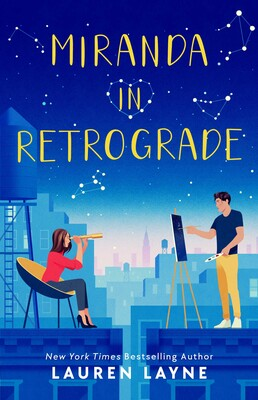 MIRANDA
IN
RETROGRADE
New York Times Bestselling Author
LAUREN LAYNE